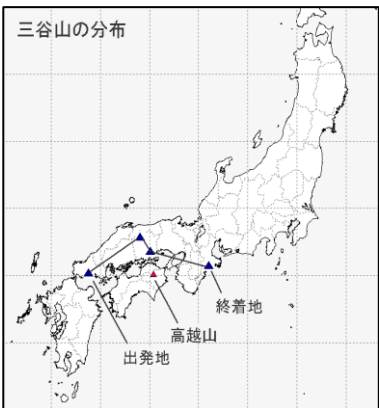 三谷山の分布
終着地
高越山
出発地